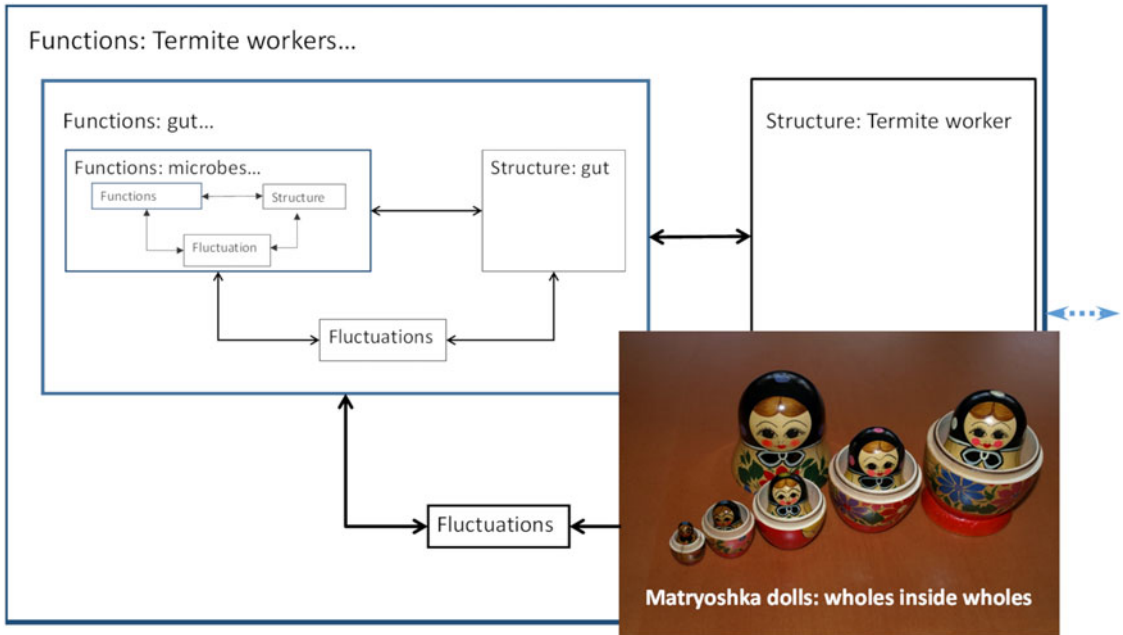 Functions: Termite workers...
Functions: gut...
Structure: Termite worker
Functions: microbes...
Structure: gut
Functions
Structure
Fluctuation
Fluctuations
Fluctuations
Matryoshka dolls: wholes inside wholes